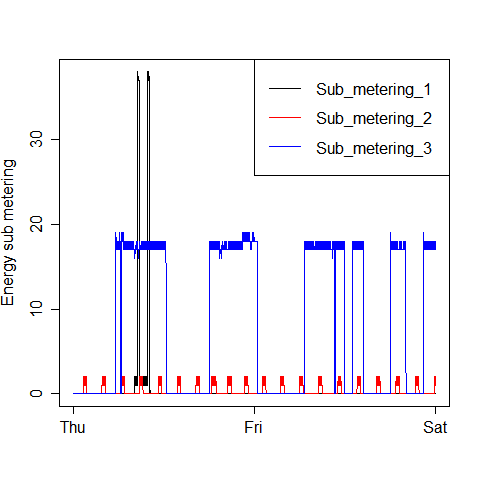 Sub_metering_1
Sub_metering_2
Sub_metering_3
Energy sub metering
30
20
10
0
Thu Fri Sat